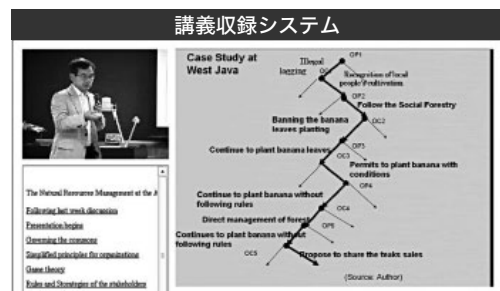 講義収録システム
Case Study at
West Java
OP1
Illegal
logging
Recognition of local
people's cultivation
OP2
Follow the Social Forestry
OC2
Banning the banana
leaves planting
OP3
Continue to plant banana leaves
OC3
Permits to plant banana with
conditions
OP4
Continue to plant banana without
following rules
OC4
Direct management of forest
OP5
Continues to plant banana without
following rules
OC5
Propose to share the teaks sales
(Source: Author)
The Natural Resources Management at the A
Following last week discussion
Presentation begins
Governing the commons
Simplified principles for organizations
Game theory
Rules and Strategies of the stakeholders